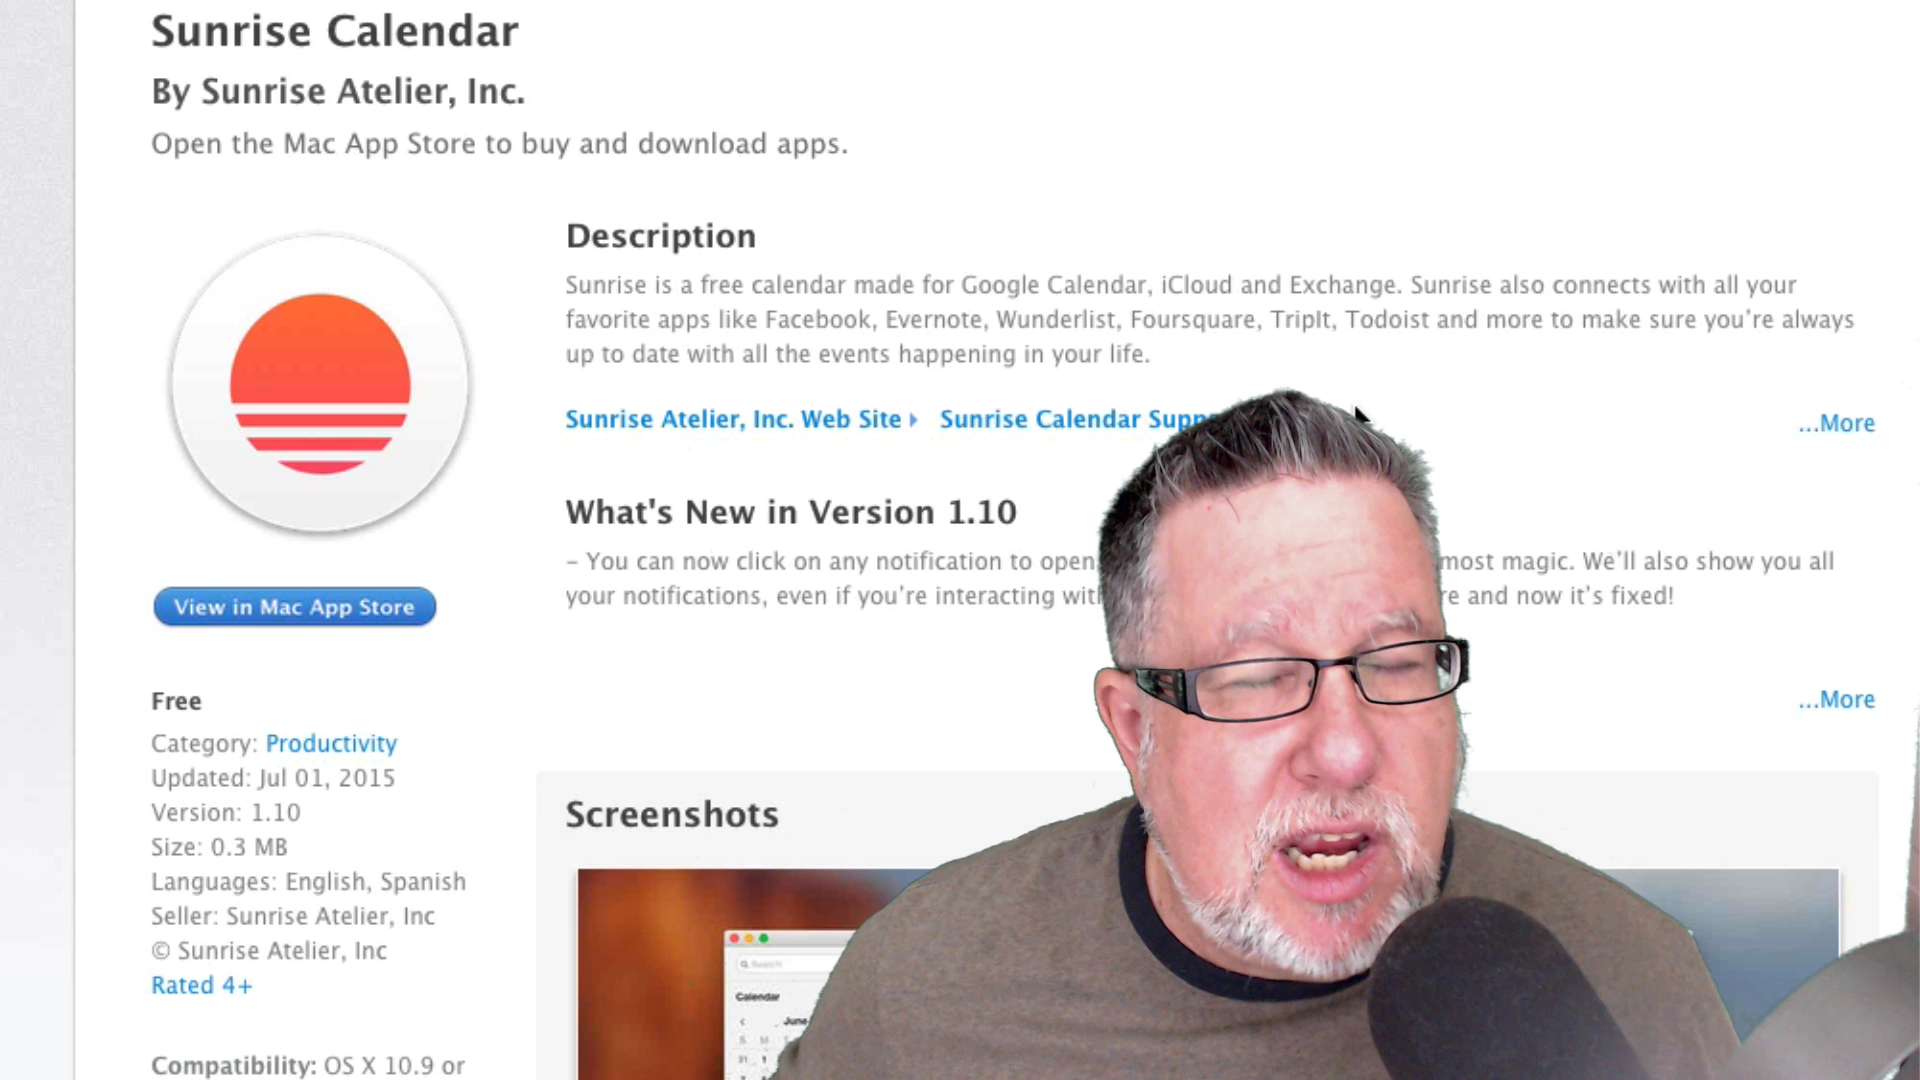 Sunrise Calendar
By Sunrise Atelier, Inc.
Open the Mac App Store to buy and download apps.
Description
Sunrise is a free calendar made for Google Calendar, iCloud and Exchange. Sunrise also connects with all your
favorite apps like Facebook, Evernote, Wunderlist, Foursquare, TripIt, Todoist and more to make sure you're always
up to date with all the events happening in your life.
Sunrise Atelier, Inc. Web Site Sunrise Calendar
...More
What's New in Version 1.10
– You can now click on any notification to open most magic. We'll also show you all
your notifications, even if you're interacting and now it's fixed!
...More
View in Mac App Store
Free
Category: Productivity
Updated: Jul 01, 2015
Version: 1.10
Size: 0.3 MB
Languages: English, Spanish
Seller: Sunrise Atelier, Inc
© Sunrise Atelier, Inc
Rated 4+
Compatibility: OS X 10.9 or
Screenshots
Search
Calendar
June
S M
31 1
7